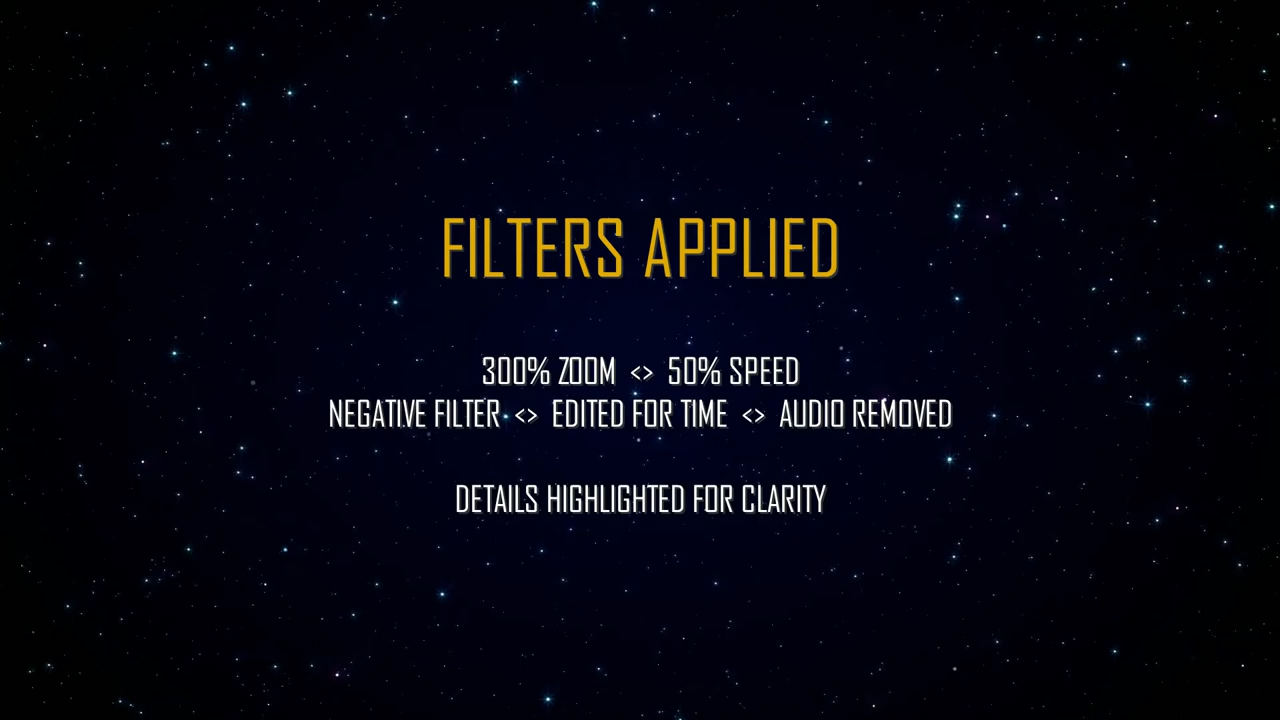 FILTERS APPLIED
300% ZOOM <> 50% SPEED
NEGATIVE FILTER <> EDITED FOR TIME <> AUDIO REMOVED
DETAILS HIGHLIGHTED FOR CLARITY